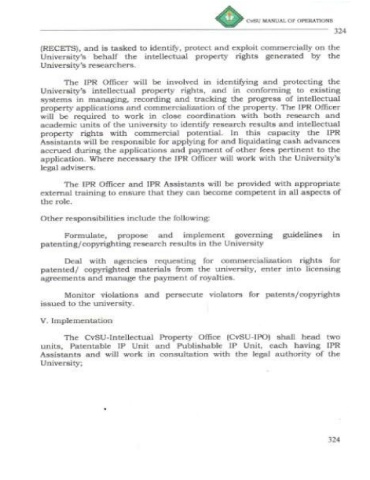 CvSU MANUAL OF OPERATIONS
324
(RECETS), and is tasked to identify, protect and exploit commercially on the
University's behalf the intellectual property rights generated by the
University's researchers.
The IPR Officer will be involved in identifying and protecting the
University's intellectual property rights, and in conforming to existing
systems in managing, recording and tracking the progress of intellectual
property applications and commercialization of the property. The IPR Officer
will be required to work in close coordination with both research and
academic units of the university to identify research results and intellectual
property rights with commercial potential. In this capacity the IPR
Assistants will be responsible for applying for and liquidating cash advances
accrued during the applications and payment of other fees pertinent to the
application. Where necessary the IPR Officer will work with the University's
legal advisers.
The IPR Officer and IPR Assistants will be provided with appropriate
external training to ensure that they can become competent in all aspects of
the role.
Other responsibilities include the following:
Formulate, propose and implement governing guidelines in
patenting/copyrighting research results in the University
Deal with agencies requesting for commercialization rights for
patented/ copyrighted materials from the university, enter into licensing
agreements and manage the payment of royalties.
Monitor violations and persecute violators for patents/copyrights
issued to the university.
V. Implementation
The CvSU-Intellectual Property Office (CvSU-IPO) shall head two
units, Patentable IP Unit and Publishable IP Unit, each having IPR
Assistants and will work in consultation with the legal authority of the
University;
324